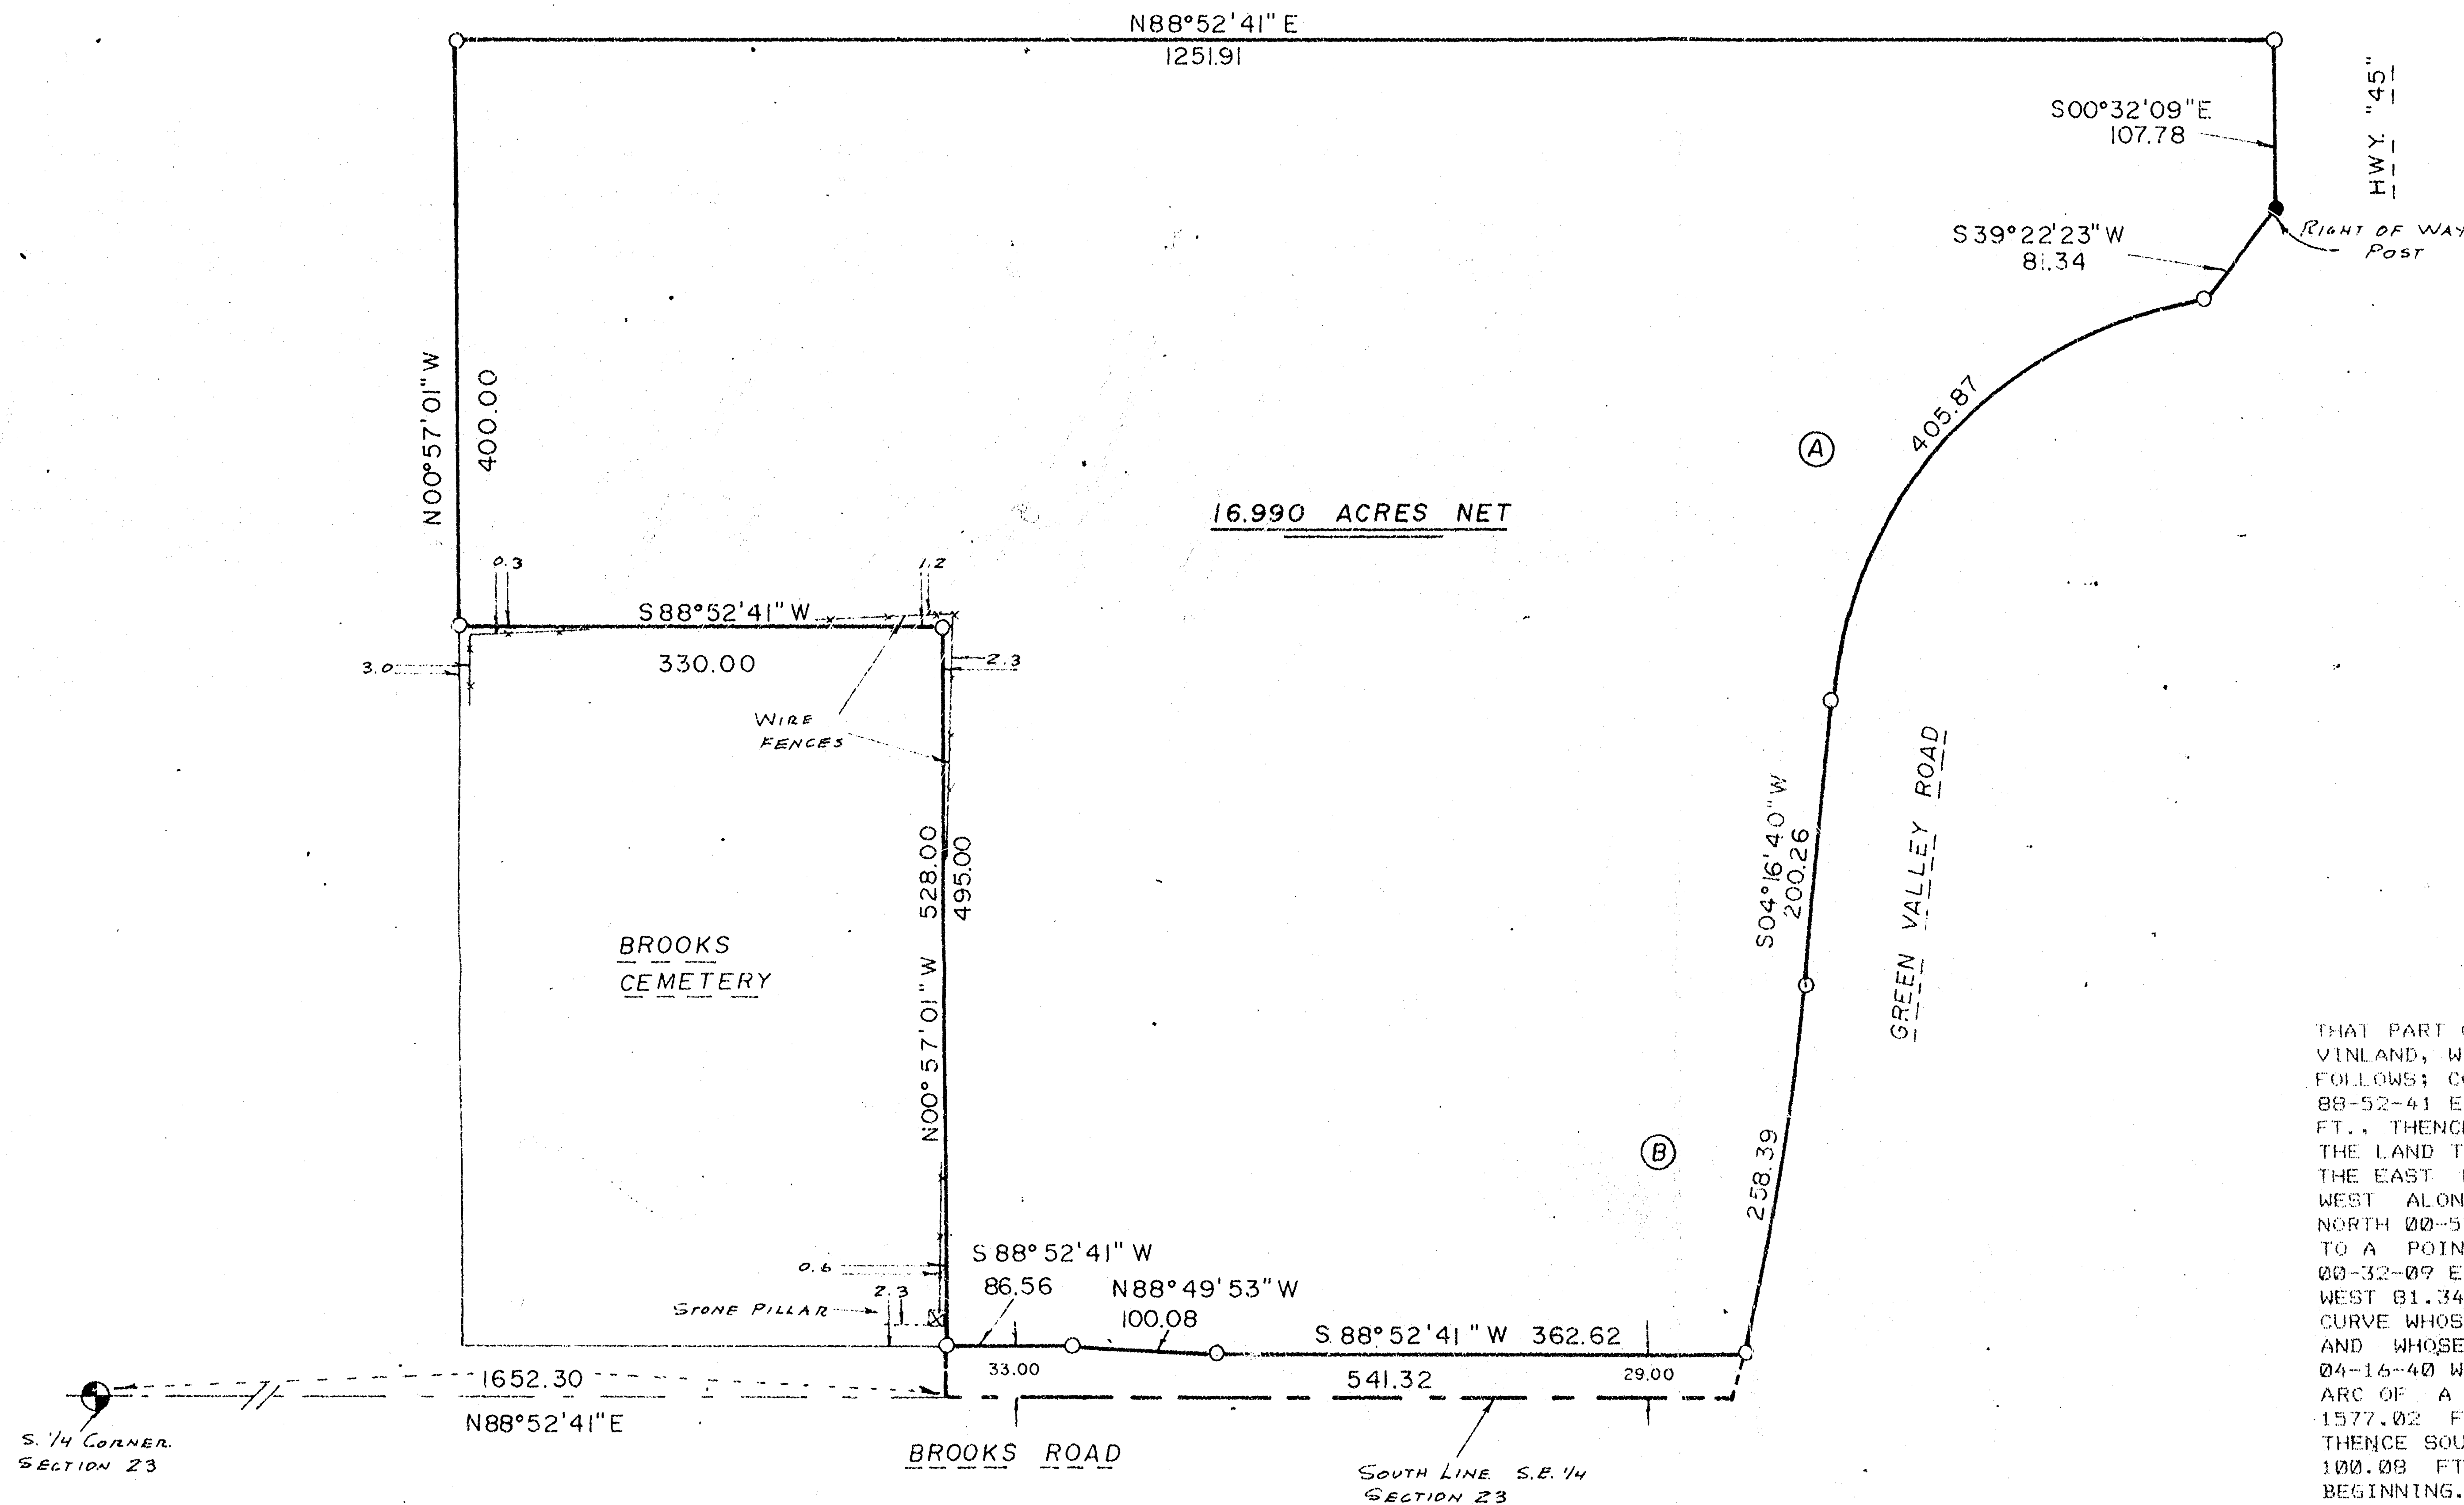 N88°52'41"E
1251.91
HWY. "45"
S00°32'09"E
107.78
S39°22'23"W
81.34
RIGHT OF WAY
POST
N00°57'01"W
400.00
405.87
A
16.990 ACRES NET
0.3
1.2
S88°52'41"W
330.00
3.0
2.3
WIRE
FENCES
N00°57'01"W 528.00
495.00
S04°16'40"W
200.26
GREEN VALLEY ROAD
BROOKS
CEMETERY
B
258.39
0.6
2.3
STONE PILLAR
S 88°52'41" W
86.56
N88°49'53"W
100.08
S 88°52'41"W 362.62
33.00
541.32
29.00
1652.30
N88°52'41"E
S. 1/4 CORNER
SECTION 23
BROOKS ROAD
SOUTH LINE S.E. 1/4
SECTION 23
THAT PART
VINLAND, W
FOLLOWS; C
88-52-41 E
FT., THENC
THE LAND T
THE EAST
WEST ALON
NORTH 00-5
TO A POIN
00-32-09 E
WEST 81.34
CURVE WHOS
AND WHOSE
04-16-40 W
ARC OF A
1577.02 F
THENCE SOU
100.08 FT
BEGINNING.